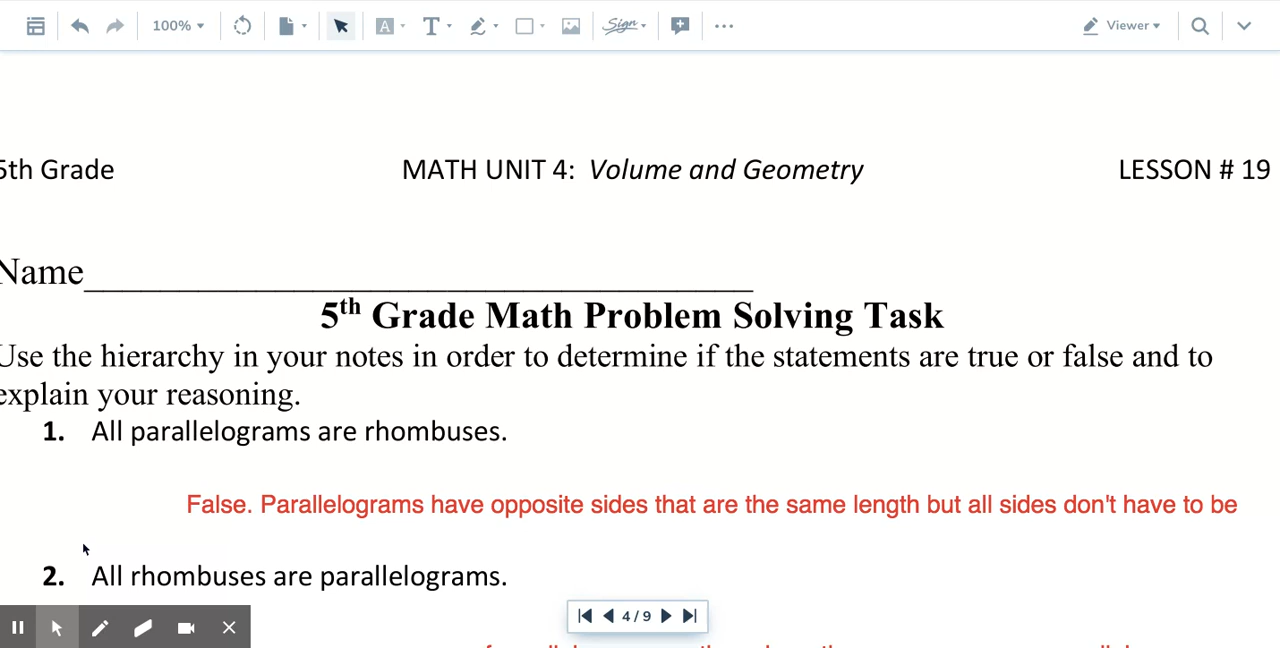 100%
A
T
Sign
Viewer
5th Grade MATH UNIT 4: Volume and Geometry LESSON # 19
Name___________________________________
5th Grade Math Problem Solving Task
Use the hierarchy in your notes in order to determine if the statements are true or false and to
explain your reasoning.
1. All parallelograms are rhombuses.
False. Parallelograms have opposite sides that are the same length but all sides don't have to be
2. All rhombuses are parallelograms.
4/9